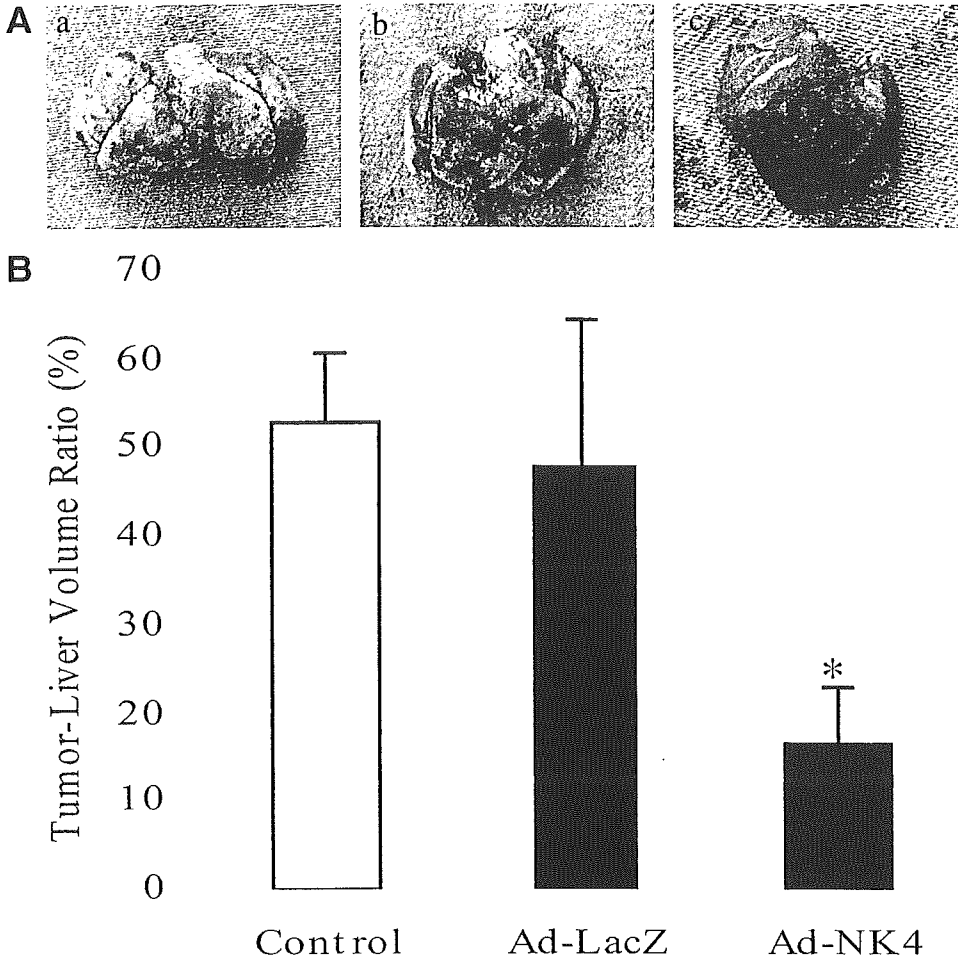 A
a
b
c
B
Tumor-Liver Volume Ratio (%)
70
60
50
40
30
20
10
0
*
Control
Ad-LacZ
Ad-NK4